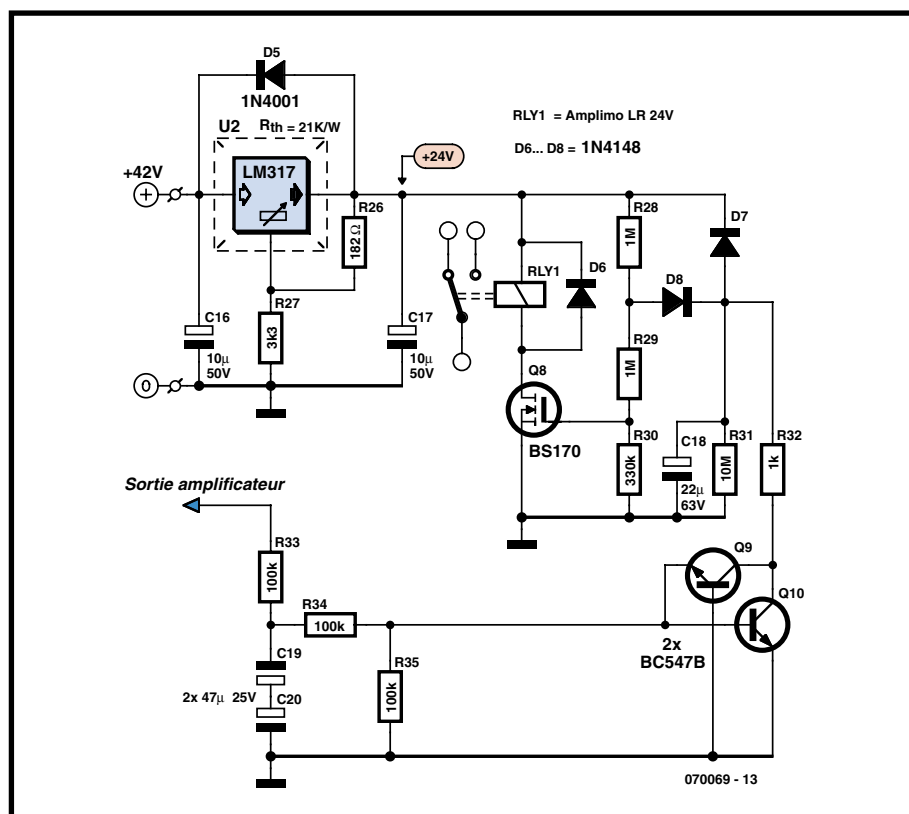 D5
1N4001
U2
Rth = 21K/W
RLY1 = Amplimo LR 24V
D6... D8 = 1N4148
+42V
LM317
+24V
R26
182Ω
R28
1M
D7
RLY1
D6
D8
C16
10μ
50V
R27
3k3
C17
10μ
50V
R29
1M
Q8
BS170
R30
330k
C18
22μ
63V
R31
10M
R32
1k
0
Sortie amplificateur
R33
100k
R34
100k
Q9
Q10
2x
BC547B
C19
2x 47μ 25V
C20
R35
100k
070069 - 13